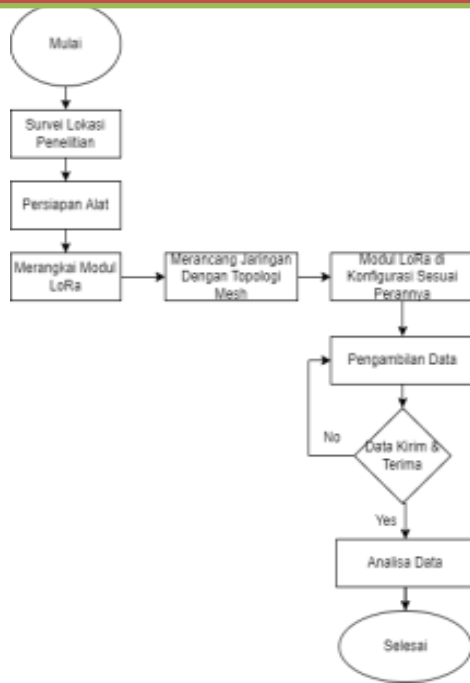 Mulai
Survei Lokasi
Penelitian
Persiapan Alat
Merangkai Modul
LoRa
Merancang Jaringan
Dengan Topologi
Mesh
Modul LoRa di
Konfigurasi Sesuai
Perannya
Pengambilan Data
No
Data Kirim &
Terima
Yes
Analisa Data
Selesai